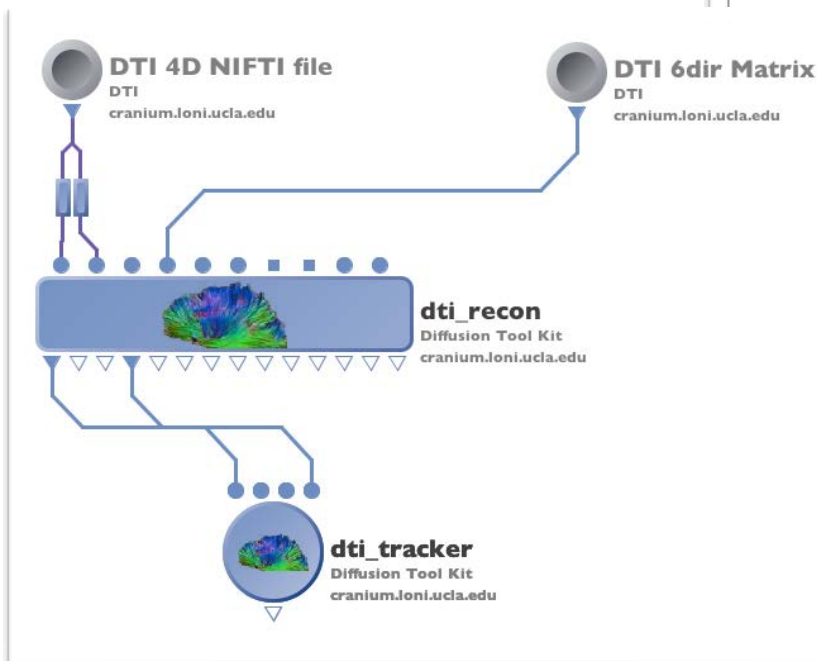 DTI 4D NIFTI file
DTI
cranium.loni.ucla.edu
DTI 6dir Matrix
DTI
cranium.loni.ucla.edu
dti_recon
Diffusion Tool Kit
cranium.loni.ucla.edu
dti_tracker
Diffusion Tool Kit
cranium.loni.ucla.edu